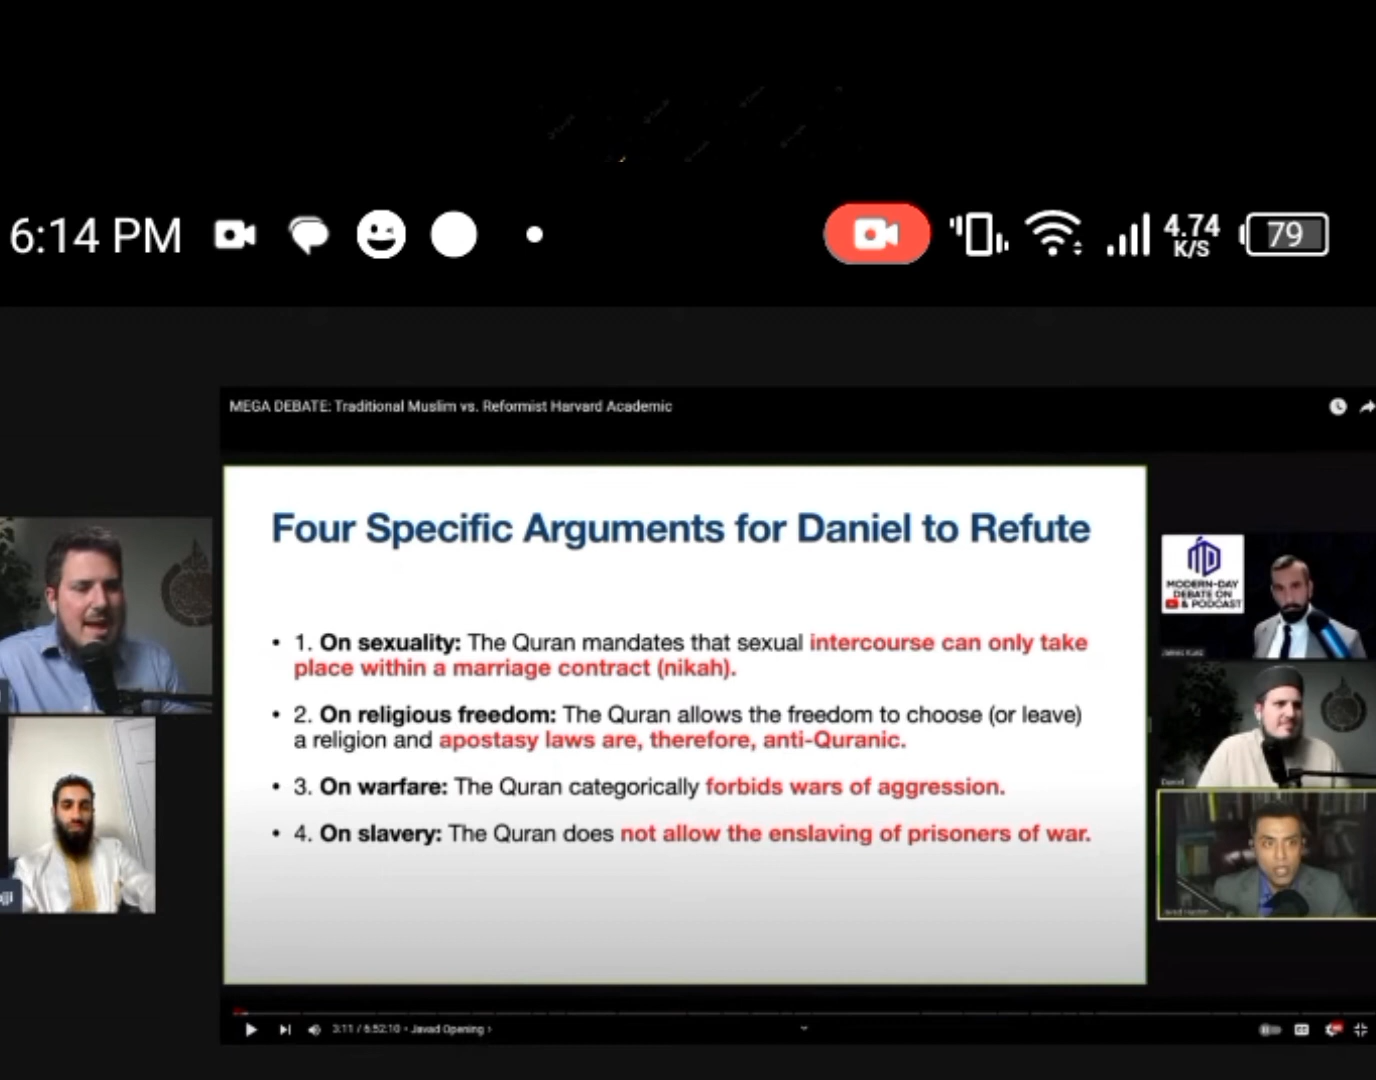 6:14 PM
4.74
K/S
79
MEGA DEBATE: Traditional Muslim vs. Reformist Harvard Academic
Four Specific Arguments for Daniel to Refute
• 1. On sexuality: The Quran mandates that sexual intercourse can only take
place within a marriage contract (nikah).
• 2. On religious freedom: The Quran allows the freedom to choose (or leave)
a religion and apostasy laws are, therefore, anti-Quranic.
• 3. On warfare: The Quran categorically forbids wars of aggression.
• 4. On slavery: The Quran does not allow the enslaving of prisoners of war.
MODERN-DAY
DEBATE ON
& PODCAST
Daniel
3:11 / 6:52:10 • Javad Opening ›